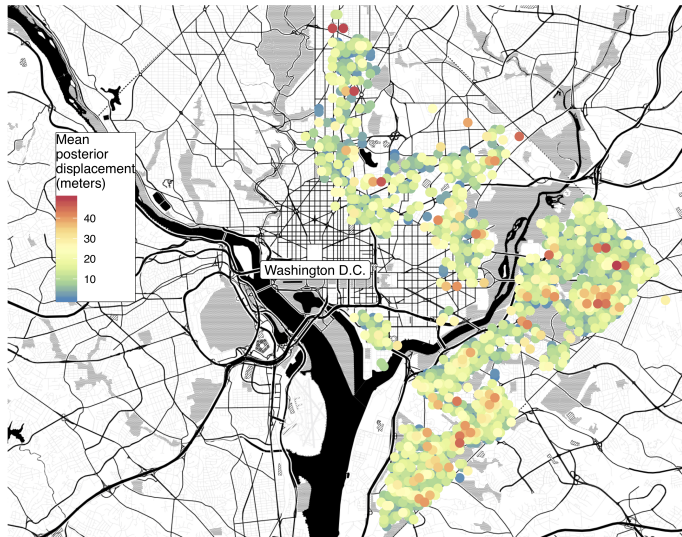 Mean
posterior
displacement
(meters)
40
30
20
10
Washington D.C.